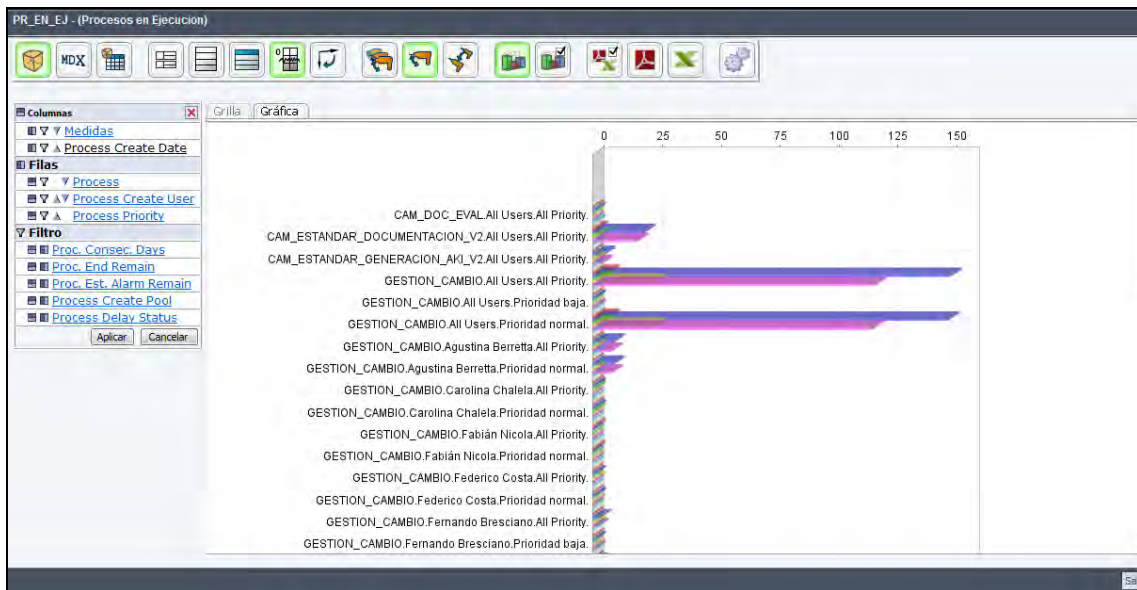 PR_EN_EJ - (Procesos en Ejecucion)
MDX
Columnas
Medidas
Process Create Date
Filas
Process
Process Create User
Process Priority
Filtro
Proc. Consec. Days
Proc. End Remain
Proc. Est. Alarm Remain
Process Create Pool
Process Delay Status
Aplicar Cancelar
Grilla Gráfica
0 25 50 75 100 125 150
CAM_DOC_EVAL.All Users.All Priority.
CAM_ESTANDAR_DOCUMENTACION_V2.All Users.All Priority.
CAM_ESTANDAR_GENERACION_AKI_V2.All Users.All Priority.
GESTION_CAMBIO.All Users.All Priority.
GESTION_CAMBIO.All Users.Prioridad baja.
GESTION_CAMBIO.All Users.Prioridad normal.
GESTION_CAMBIO.Agustina Berretta.All Priority.
GESTION_CAMBIO.Agustina Berretta.Prioridad normal.
GESTION_CAMBIO.Carolina Chalela.All Priority.
GESTION_CAMBIO.Carolina Chalela.Prioridad normal.
GESTION_CAMBIO.Fabián Nicola.All Priority.
GESTION_CAMBIO.Fabián Nicola.Prioridad normal.
GESTION_CAMBIO.Federico Costa.All Priority.
GESTION_CAMBIO.Federico Costa.Prioridad normal.
GESTION_CAMBIO.Fernando Bresciano.All Priority.
GESTION_CAMBIO.Fernando Bresciano.Prioridad baja.